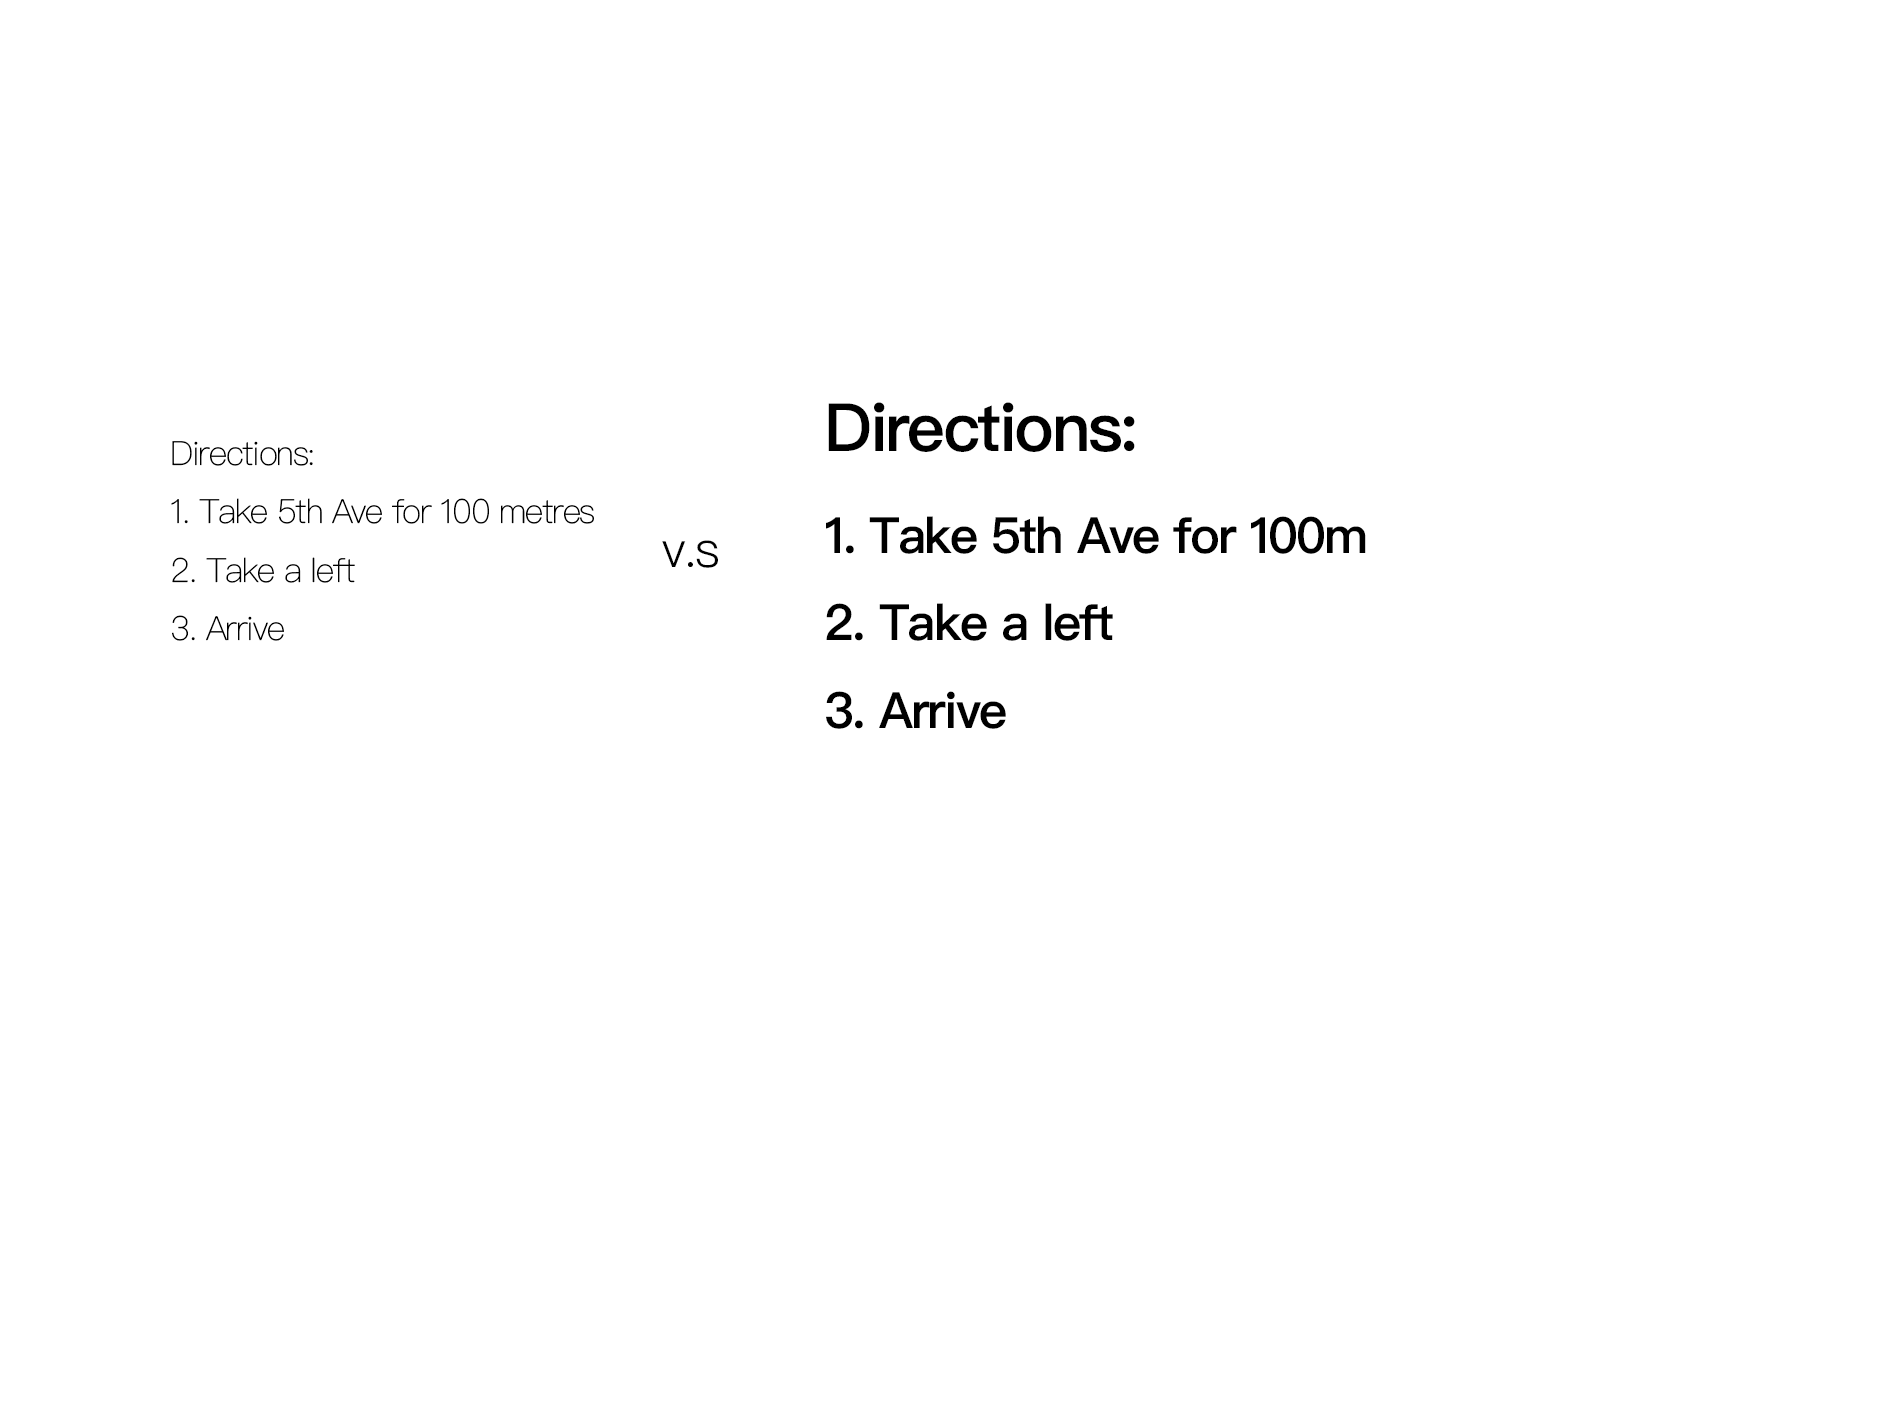 Directions:
1. Take 5th Ave for 100 metres
2. Take a left
3. Arrive
v.s
Directions:
1. Take 5th Ave for 100m
2. Take a left
3. Arrive